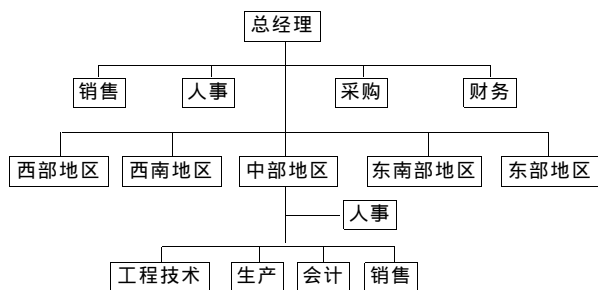 总经理
销售 人事 采购 财务
西部地区 西南地区 中部地区 东南部地区 东部地区
人事
工程技术 生产 会计 销售